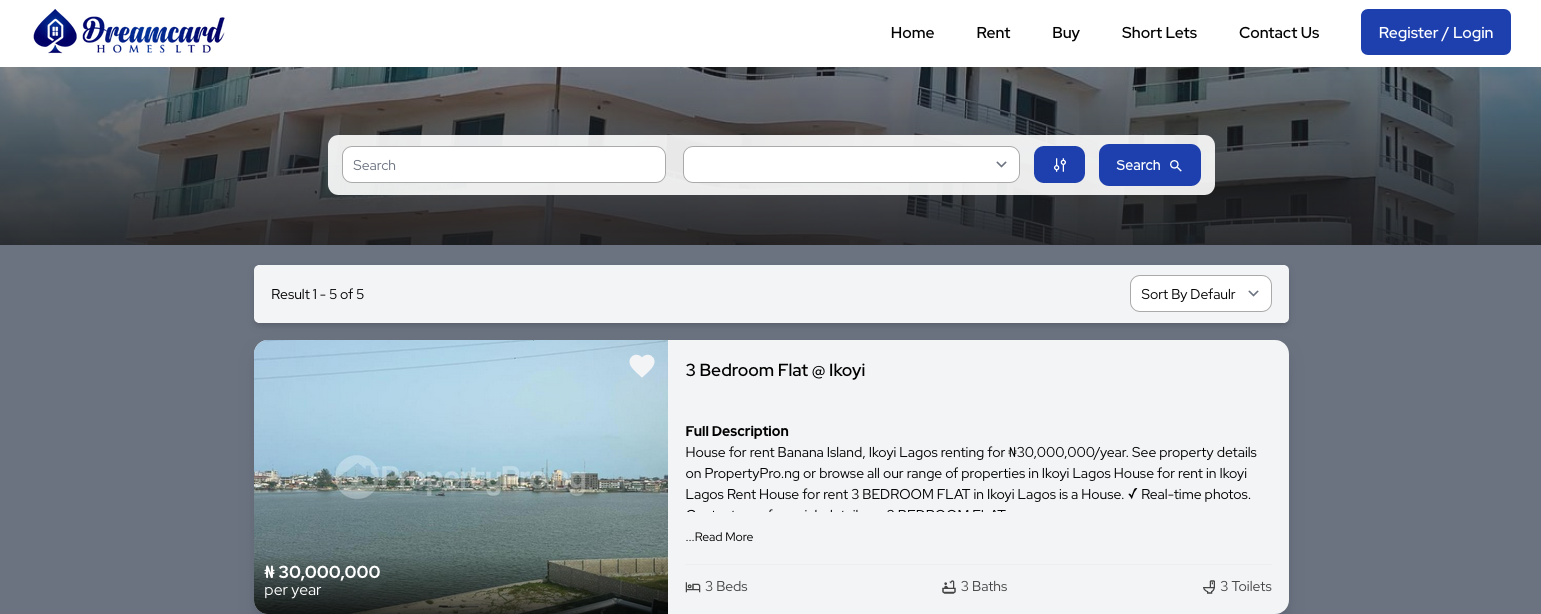 Dreamcard
HOMES LTD
Home
Rent
Buy
Short Lets
Contact Us
Register / Login
Search
Search
Result 1 - 5 of 5
Sort By Defaulr
3 Bedroom Flat @ Ikoyi
Full Description
House for rent Banana Island, Ikoyi Lagos renting for ₦30,000,000/year. See property details
on PropertyPro.ng or browse all our range of properties in Ikoyi Lagos House for rent in Ikoyi
Lagos Rent House for rent 3 BEDROOM FLAT in Ikoyi Lagos is a House. ✓ Real-time photos.
...Read More
PropertyPro.ng
₦ 30,000,000
per year
3 Beds
3 Baths
3 Toilets